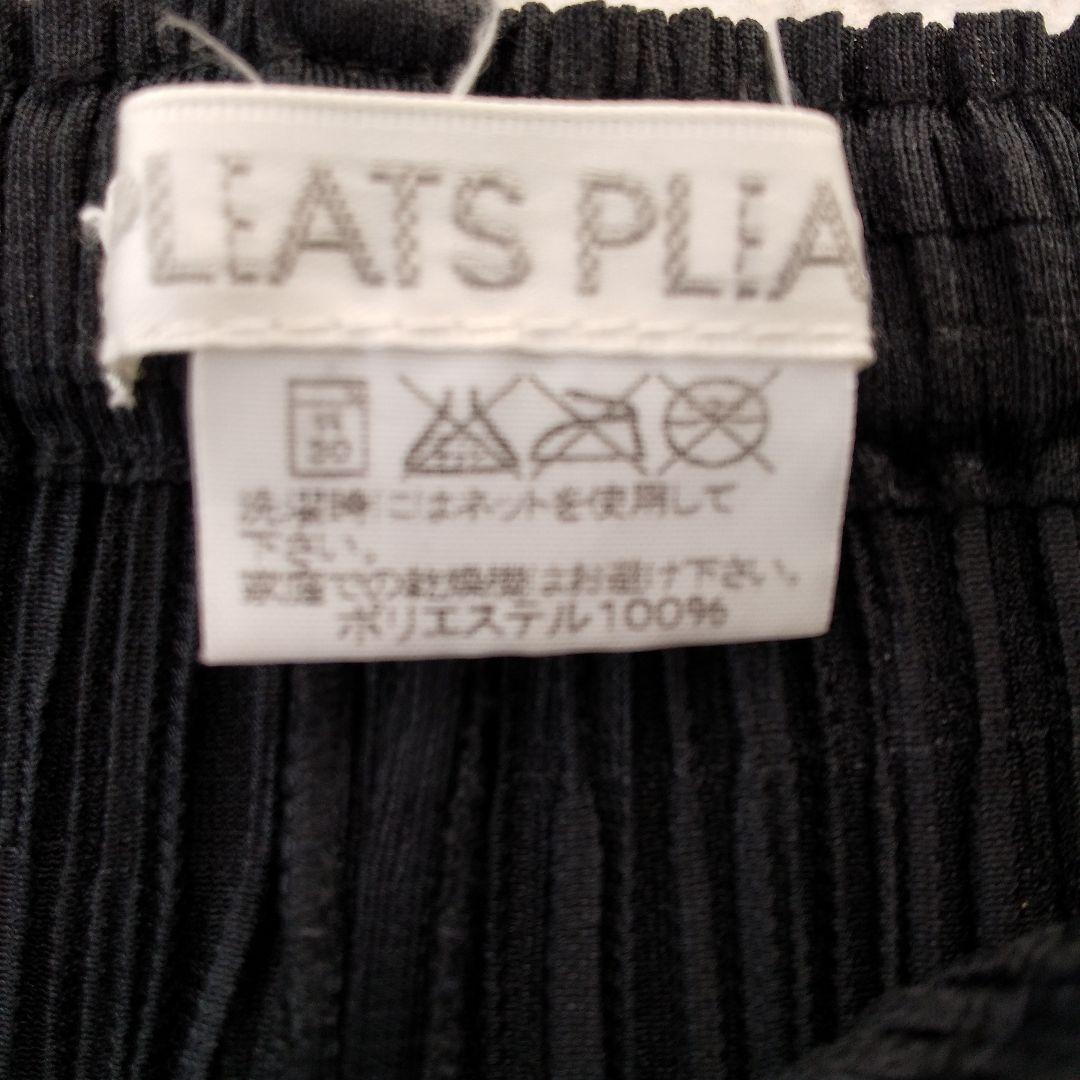 PLEATS PLEA
弱
30
洗濯時にはネットを使用して
下さい。
家庭での乾燥機はお避け下さい。
ポリエステル100%